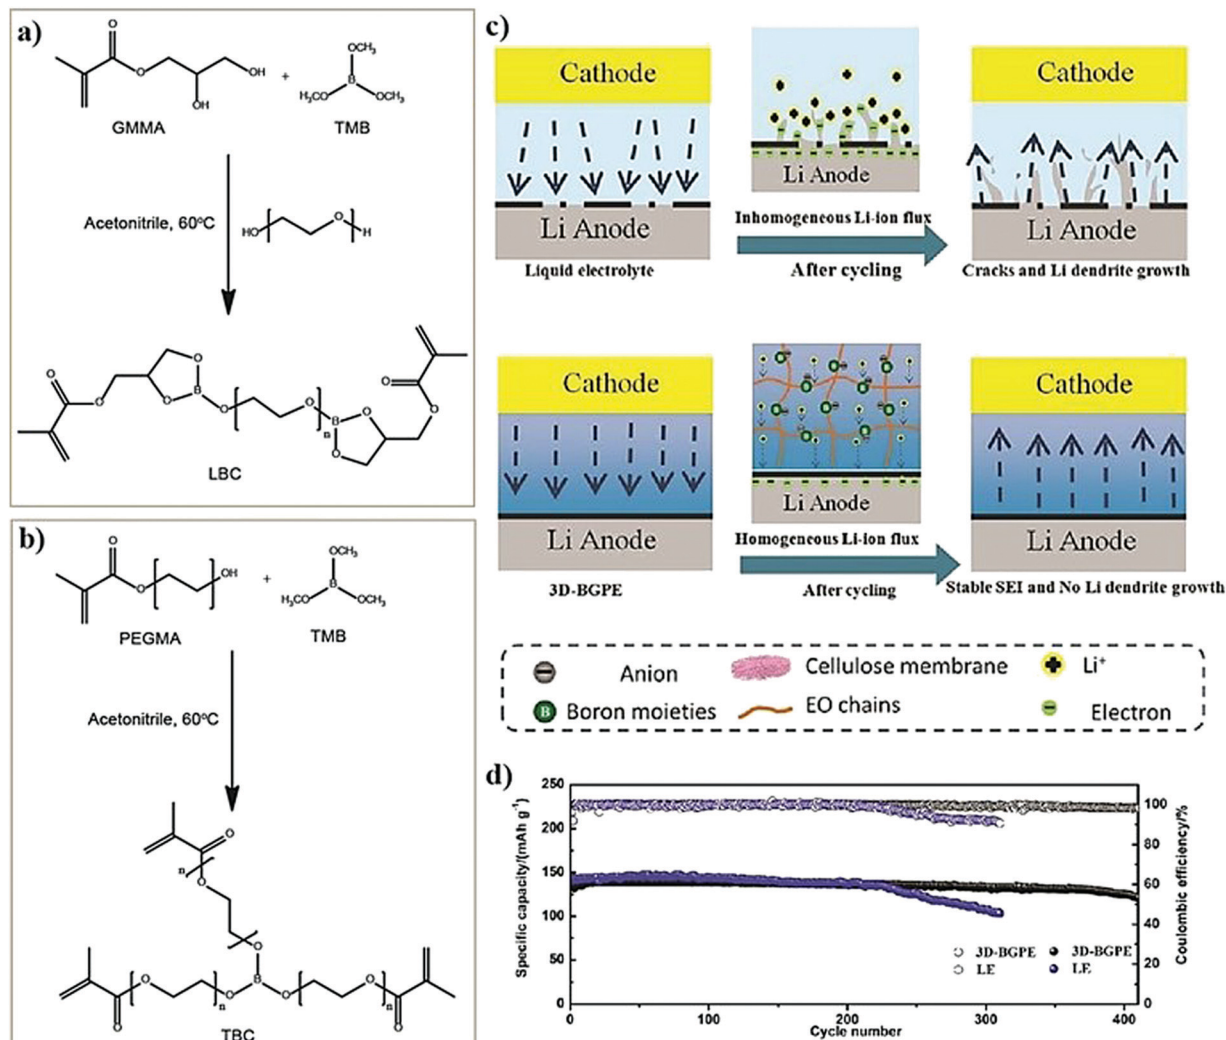 a)
OCH₃
B
H₃CO OCH₃
O
O
OH
OH
+
GMMA
TMB
Acetonitrile, 60°C
HO
O
H
O
O
O
O
B
O
O
n
B
O
O
O
O
LBC
b)
O
O
OH
+
OCH₃
B
H₃CO OCH₃
PEGMA
TMB
Acetonitrile, 60°C
O
n
O
O
B
O
O
O
n
O
O
n
O
O
TBC
c)
Cathode
Li Anode
Liquid electrolyte
Li Anode
Inhomogeneous Li-ion flux
After cycling
Cathode
Li Anode
Cracks and Li dendrite growth
Cathode
Li Anode
3D-BGPE
B
B
B
B
B
B
B
B
Li Anode
Homogeneous Li-ion flux
After cycling
Cathode
Li Anode
Stable SEI and No Li dendrite growth
Anion
Cellulose membrane
Li⁺
B Boron moieties
EO chains
Electron
d)
Specific capacity/(mAh g⁻¹)
250
200
150
100
50
0
0 100 200 300 400
Cycle number
100
80
60
40
20
0
Coulombic efficiency/%
3D-BGPE 3D-BGPE
LE LE